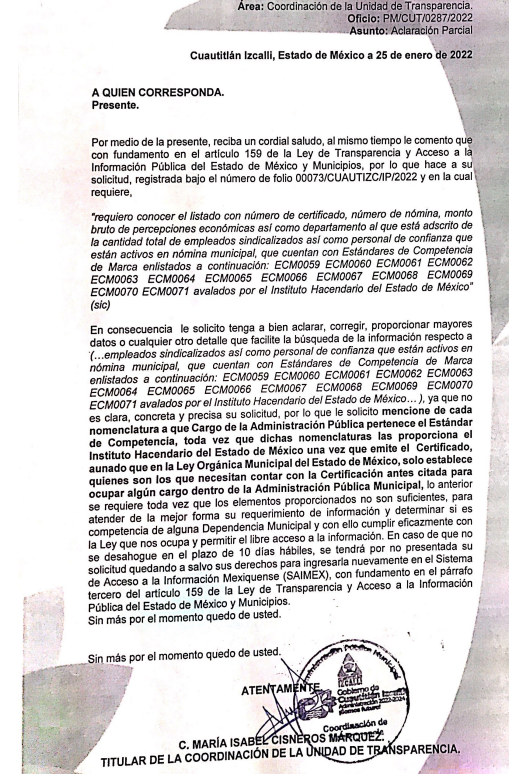 Área: Coordinación de la Unidad de Transparencia.
Oficio: PM/CUT/0287/2022
Asunto: Aclaración Parcial
Cuautitlán Izcalli, Estado de México a 25 de enero de 2022
A QUIEN CORRESPONDA.
Presente.
Por medio de la presente, reciba un cordial saludo, al mismo tiempo le comento que
con fundamento en el artículo 159 de la Ley de Transparencia y Acceso a la
Información Pública del Estado de México y Municipios, por lo que hace a su
solicitud, registrada bajo el número de folio 00073/CUAUTIZC/IP/2022 y en la cual
requiere,
"requiero conocer el listado con número de certificado, número de nómina, monto
bruto de percepciones económicas así como departamento al que está adscrito de
la cantidad total de empleados sindicalizados así como personal de confianza que
están activos en nómina municipal, que cuentan con Estándares de Competencia
de Marca enlistados a continuación: ECM0059 ECM0060 ECM0061 ECM0062
ECM0063 ECM0064 ECM0065 ECM0066 ECM0067 ECM0068 ECM0069
ECM0070 ECM0071 avalados por el Instituto Hacendario del Estado de México"
(sic)
En consecuencia le solicito tenga a bien aclarar, corregir, proporcionar mayores
datos o cualquier otro detalle que facilite la búsqueda de la información respecto a
(…empleados sindicalizados así como personal de confianza que están activos en
nómina municipal, que cuentan con Estándares de Competencia de Marca
enlistados a continuación: ECM0059 ECM0060 ECM0061 ECM0062 ECM0063
ECM0064 ECM0065 ECM0066 ECM0067 ECM0068 ECM0069 ECM0070
ECM0071 avalados por el Instituto Hacendario del Estado de México… ), ya que no
es clara, concreta y precisa su solicitud, por lo que le solicito mencione de cada
nomenclatura a que Cargo de la Administración Pública pertenece el Estándar
de Competencia, toda vez que dichas nomenclaturas las proporciona el
Instituto Hacendario del Estado de México una vez que emite el Certificado,
aunado que en la Ley Orgánica Municipal del Estado de México, solo establece
quienes son los que necesitan contar con la Certificación antes citada para
ocupar algún cargo dentro de la Administración Pública Municipal, lo anterior
se requiere toda vez que los elementos proporcionados no son suficientes, para
atender de la mejor forma su requerimiento de información y determinar si es
competencia de alguna Dependencia Municipal y con ello cumplir eficazmente con
la Ley que nos ocupa y permitir el libre acceso a la información. En caso de que no
se desahogue en el plazo de 10 días hábiles, se tendrá por no presentada su
solicitud quedando a salvo sus derechos para ingresarla nuevamente en el Sistema
de Acceso a la Información Mexiquense (SAIMEX), con fundamento en el párrafo
tercero del artículo 159 de la Ley de Transparencia y Acceso a la Información
Pública del Estado de México y Municipios.
Sin más por el momento quedo de usted.
Sin más por el momento quedo de usted.
Administración Pública Municipal
IZCALLI
Gobierno de
Cuautitlán Izcalli
Administración 2022-2024
Coordinación de
ATENTAMENTE
C. MARÍA ISABEL CISNEROS MÁRQUEZ.
TITULAR DE LA COORDINACIÓN DE LA UNIDAD DE TRANSPARENCIA.